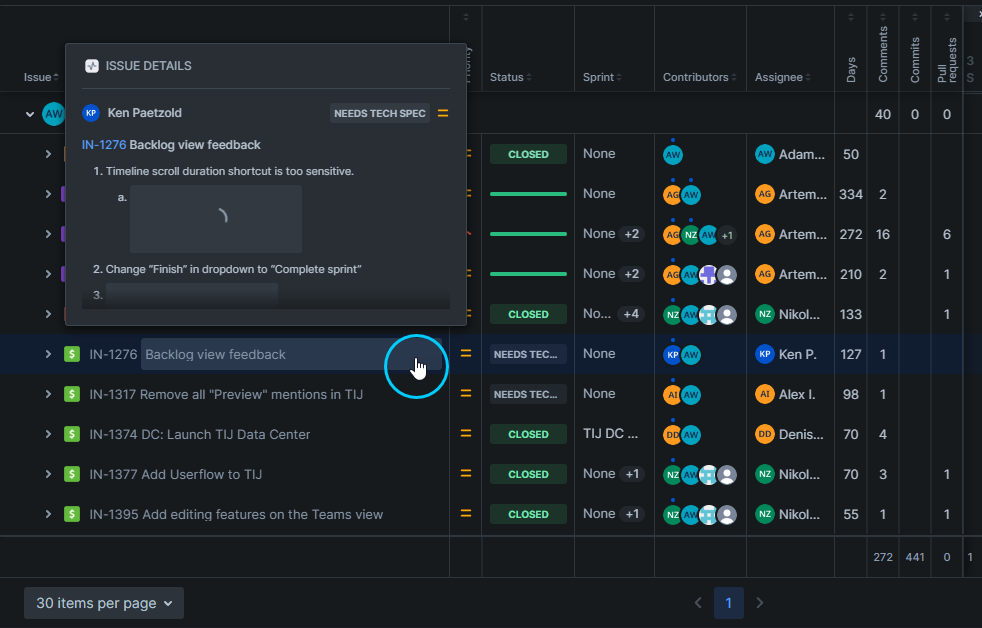 Issue
Priority
Status
Sprint
Contributors
Assignee
Days
Comments
Commits
Pull requests
3
S
AW
40 0 0
ISSUE DETAILS
KP Ken Paetzold NEEDS TECH SPEC
IN-1276 Backlog view feedback
1. Timeline scroll duration shortcut is too sensitive.
a.
2. Change “Finish” in dropdown to “Complete sprint”
3.
CLOSED None AW AW Adam... 50
None AG AW AG Artem... 334 2
None +2 AG NZ AW +1 AG Artem... 272 16 6
None +2 AG AW AG Artem... 210 2 1
CLOSED No... +4 NZ AW NZ Nikol... 133 1
$ IN-1276 Backlog view feedback NEEDS TEC... None KP AW KP Ken P. 127 1
$ IN-1317 Remove all "Preview" mentions in TIJ NEEDS TEC... None AI AW AI Alex I. 98 1
$ IN-1374 DC: Launch TIJ Data Center CLOSED TIJ DC ... DD AW DD Denis... 70 4
$ IN-1377 Add Userflow to TIJ CLOSED None +1 NZ AW NZ Nikol... 70 3 1
$ IN-1395 Add editing features on the Teams view CLOSED None +1 NZ AW NZ Nikol... 55 1 1
272 441 0 1
30 items per page 1